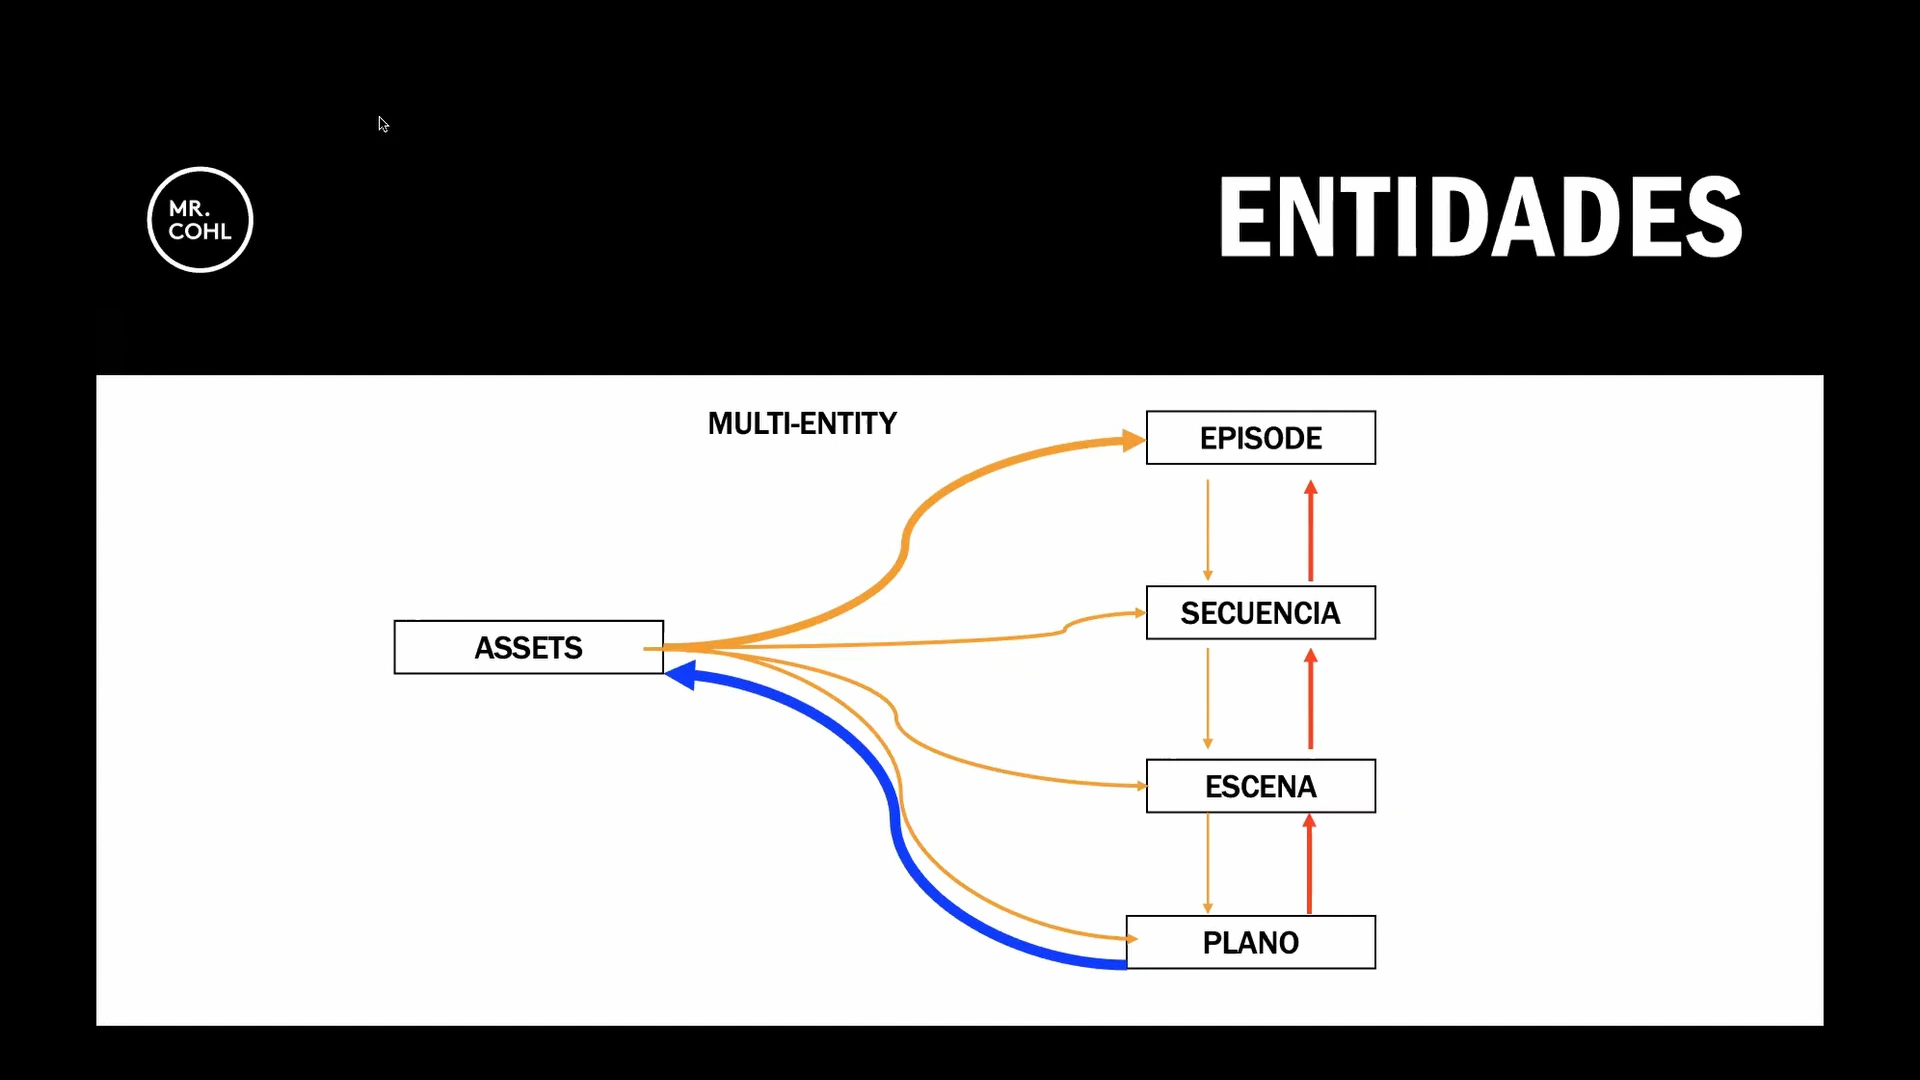 MR.
COHL
ENTIDADES
MULTI-ENTITY
EPISODE
SECUENCIA
ASSETS
ESCENA
PLANO